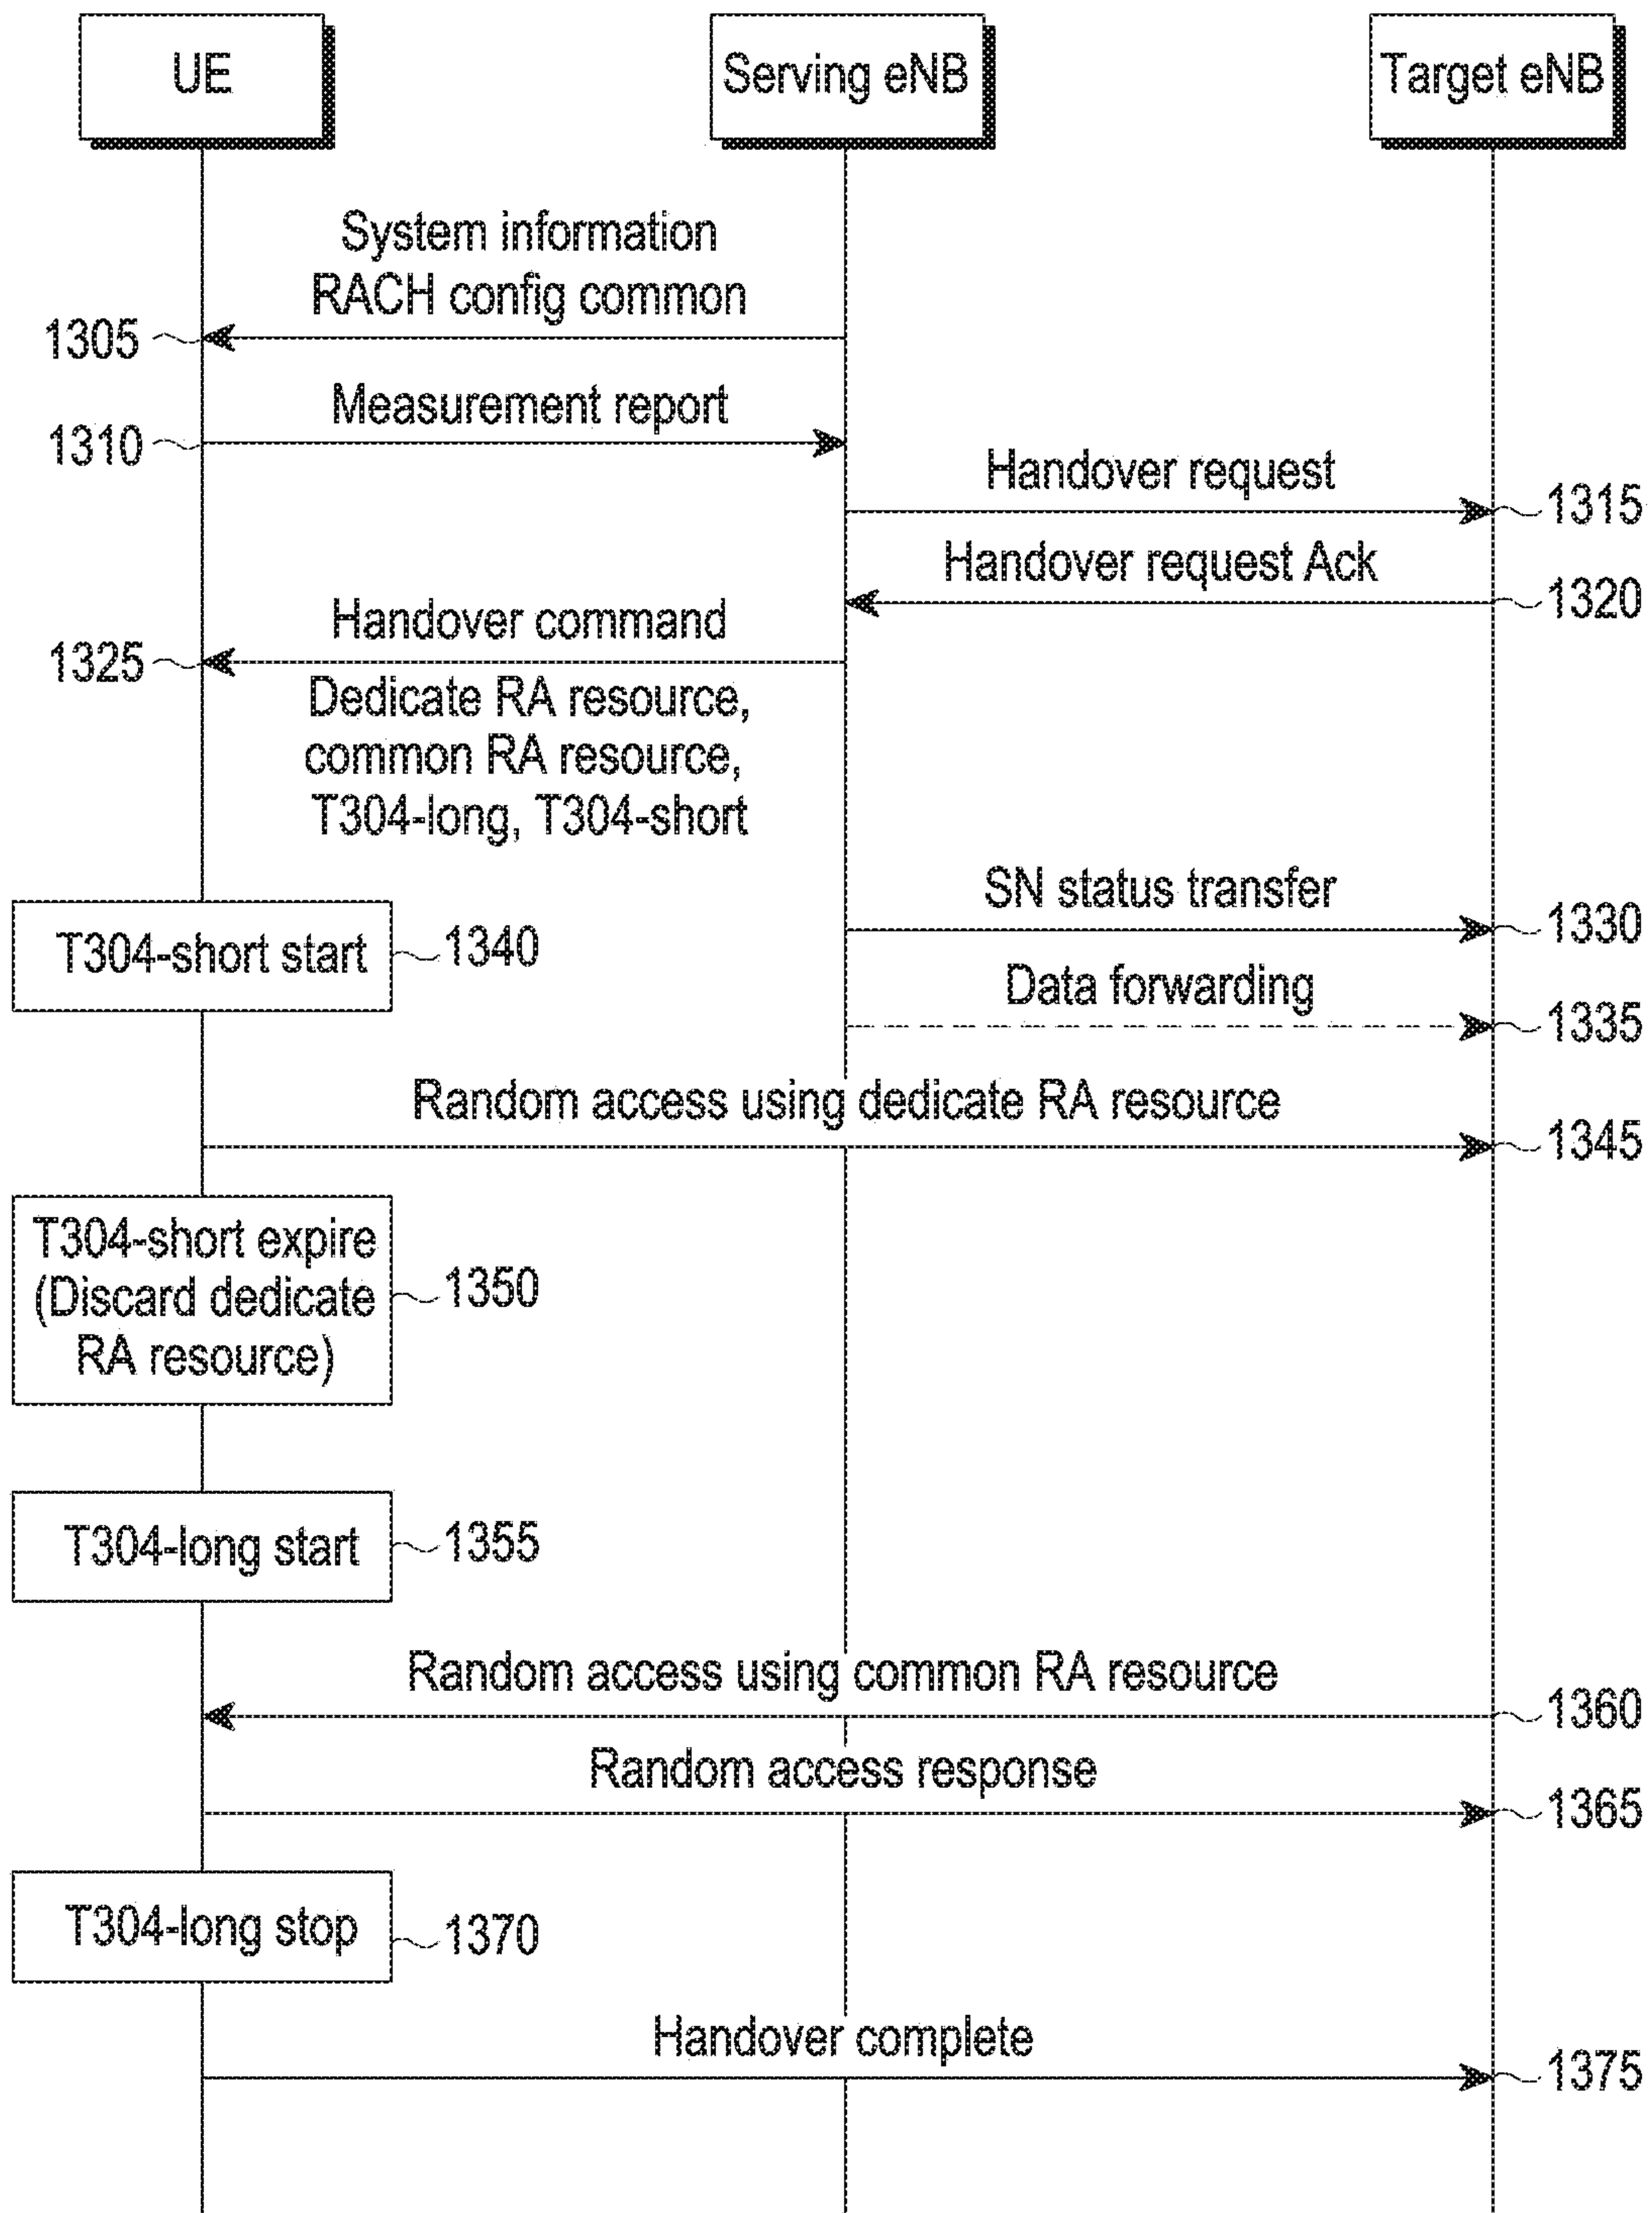 UE
Serving eNB
Target eNB
System information
RACH config common
1305
Measurement report
1310
Handover request
1315
Handover request Ack
1320
Handover command
1325
Dedicate RA resource,
common RA resource,
T304-long, T304-short
SN status transfer
1330
T304-short start
1340
Data forwarding
1335
Random access using dedicate RA resource
1345
T304-short expire
(Discard dedicate
RA resource)
1350
T304-long start
1355
Random access using common RA resource
1360
Random access response
1365
T304-long stop
1370
Handover complete
1375